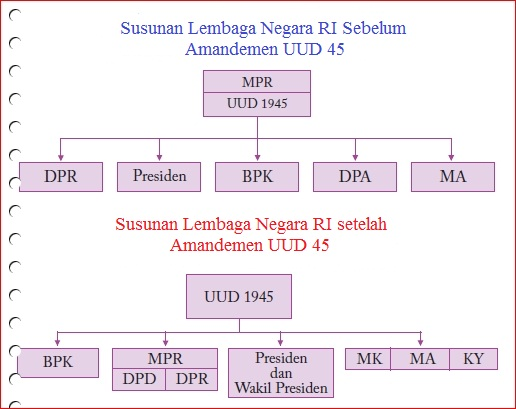 Susunan Lembaga Negara RI Sebelum
Amandemen UUD 45
MPR
UUD 1945
DPR
Presiden
BPK
DPA
MA
Susunan Lembaga Negara RI setelah
Amandemen UUD 45
UUD 1945
BPK
MPR
DPD DPR
Presiden
dan
Wakil Presiden
MK MA KY